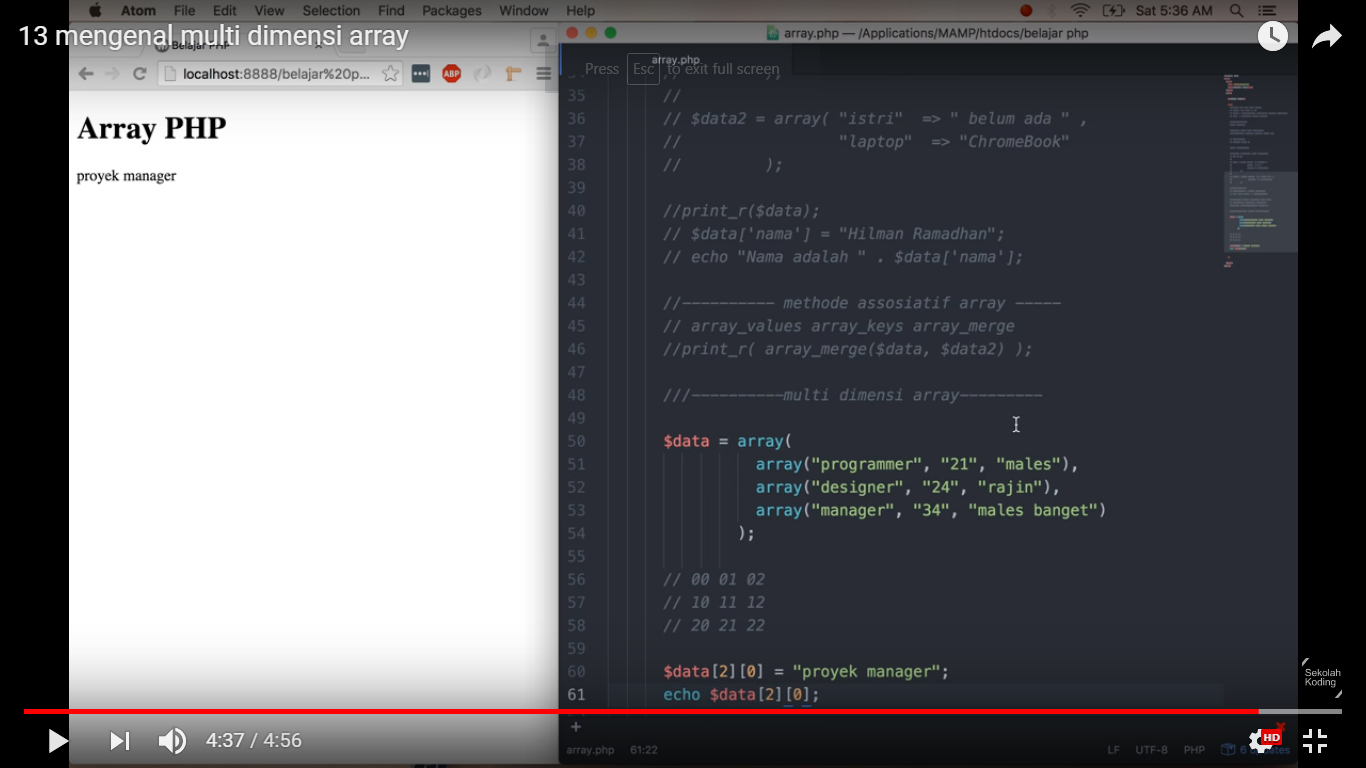 Atom File Edit View Selection Find Packages Window Help
Sat 5:36 AM
13 mengenal multi dimensi array
Belajar PHP
array.php — /Applications/MAMP/htdocs/belajar php
array.php
Press Esc to exit full screen
localhost:8888/belajar%20p...
ABP
Array PHP
proyek manager
35 //
36 // $data2 = array( "istri" => " belum ada " ,
37 // "laptop" => "ChromeBook"
38 // );
39
40 //print_r($data);
41 // $data['nama'] = "Hilman Ramadhan";
42 // echo "Nama adalah " . $data['nama'];
43
44 //---------- methode assosiatif array -----
45 // array_values array_keys array_merge
46 //print_r( array_merge($data, $data2) );
47
48 ///----------multi dimensi array---------
49
50 $data = array(
51 array("programmer", "21", "males"),
52 array("designer", "24", "rajin"),
53 array("manager", "34", "males banget")
54 );
55
56 // 00 01 02
57 // 10 11 12
58 // 20 21 22
59
60 $data[2][0] = "proyek manager";
61 echo $data[2][0];
Sekolah
Koding
+
4:37 / 4:56
HD
array.php 61:22
LF UTF-8 PHP